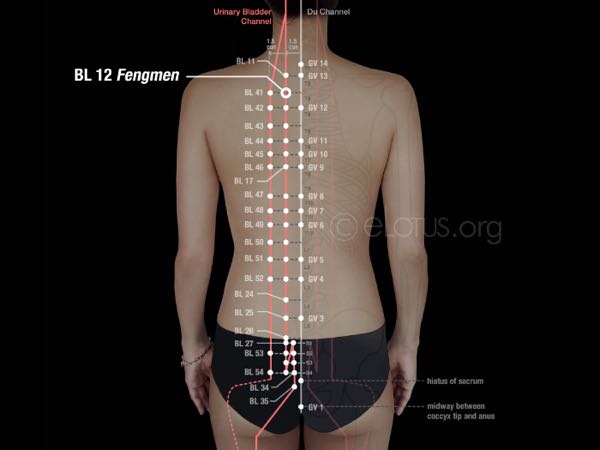 Urinary Bladder
Channel
Du Channel
1.5
cun
1.5
cun
BL 11
GV 14
GV 13
BL 12 Fengmen
BL 41
BL 42
GV 12
BL 43
BL 44
GV 11
BL 45
GV 10
BL 46
GV 9
BL 17
BL 47
GV 8
BL 48
GV 7
BL 49
GV 6
© eLOTUS.org
BL 50
BL 51
GV 5
BL 52
GV 4
BL 24
BL 25
GV 3
BL 26
BL 27
S1
BL 53
S2
S3
BL 54
S4
BL 34
hiatus of sacrum
BL 35
GV 1
midway between
coccyx tip and anus